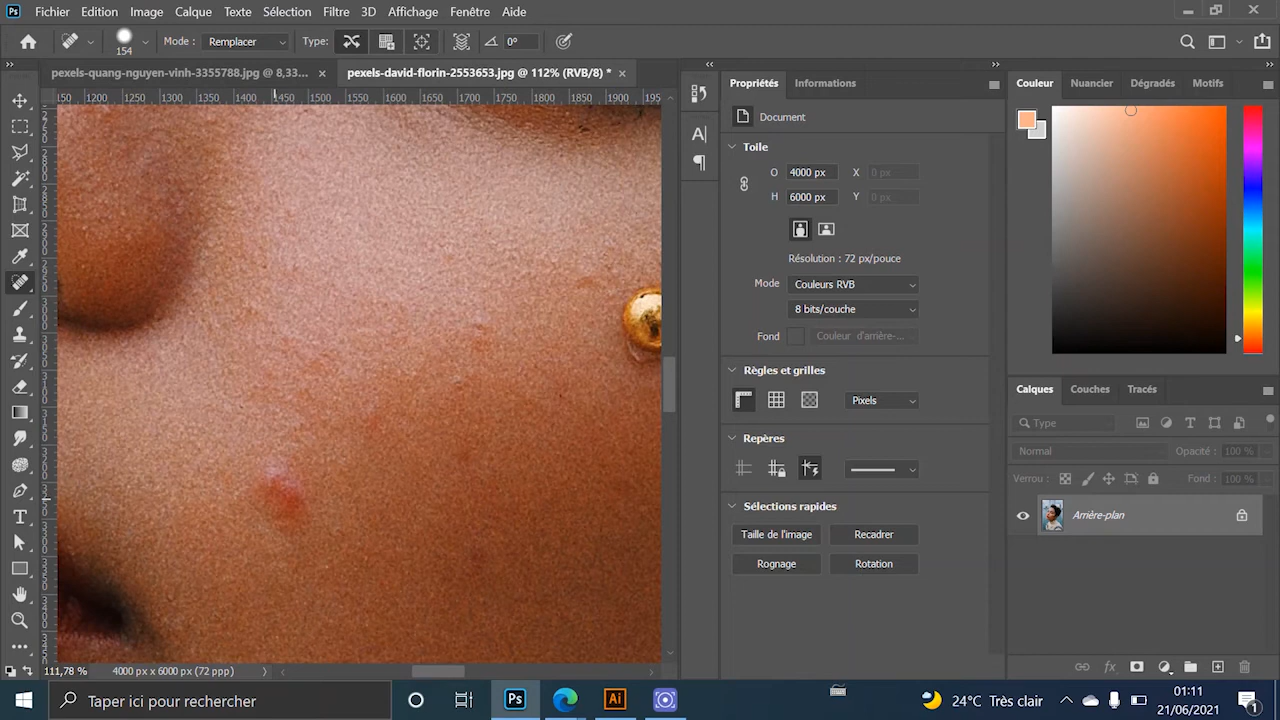 Ps Fichier Edition Image Calque Texte Sélection Filtre 3D Affichage Fenêtre Aide
154 Mode : Remplacer Type : 0°
pexels-quang-nguyen-vinh-3355788.jpg @ 8,33... × pexels-david-florin-2553653.jpg @ 112% (RVB/8) * ×
1200 1250 1300 1350 1400 1450 1500 1550 1600 1650 1700 1750 1800 1850 1900 195
Propriétés Informations
Document
Toile
O 4000 px X 0 px
H 6000 px Y 0 px
Résolution : 72 px/pouce
Mode Couleurs RVB
8 bits/couche
Fond Couleur d'arrière-...
Règles et grilles
Pixels
Repères
Sélections rapides
Taille de l'image Recadrer
Rognage Rotation
Couleur Nuancier Dégradés Motifs
Calques Couches Tracés
Type
Normal Opacité : 100 %
Verrou : Fond : 100 %
Arrière-plan
111,78 % 4000 px x 6000 px (72 ppp)
Taper ici pour rechercher
Ps Ai
24°C Très clair
01:11
21/06/2021
1